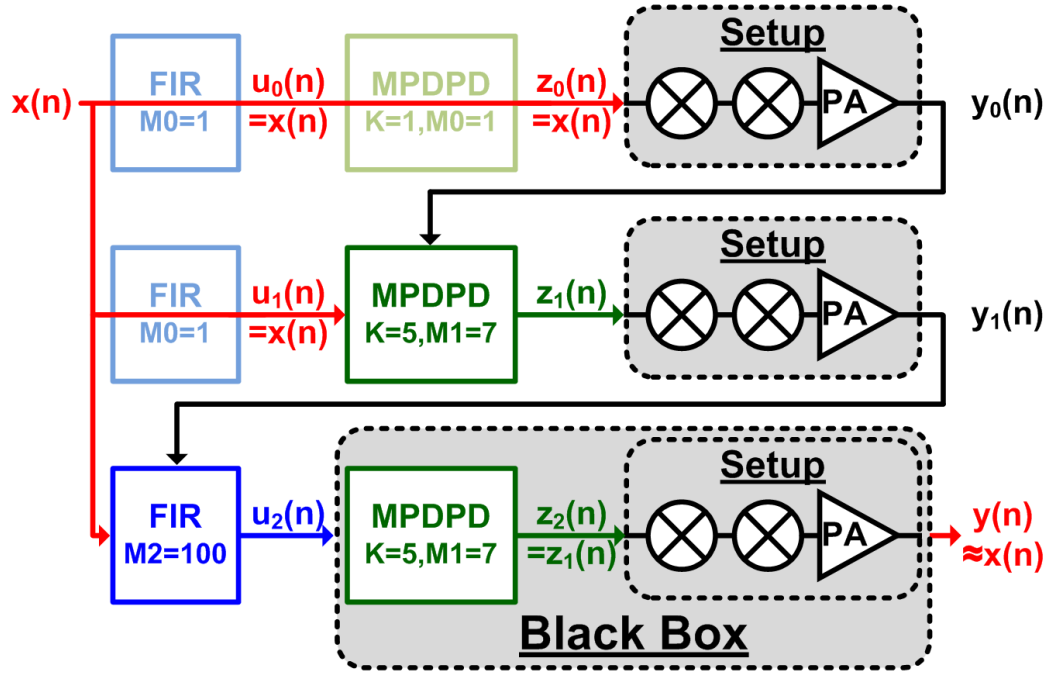 Setup
x(n)
FIR
M0=1
u₀(n)
=x(n)
MPDPD
K=1,M0=1
z₀(n)
=x(n)
PA
y₀(n)
Setup
FIR
M0=1
u₁(n)
=x(n)
MPDPD
K=5,M1=7
z₁(n)
PA
y₁(n)
Setup
FIR
M2=100
u₂(n)
MPDPD
K=5,M1=7
z₂(n)
=z₁(n)
PA
y(n)
≈x(n)
Black Box